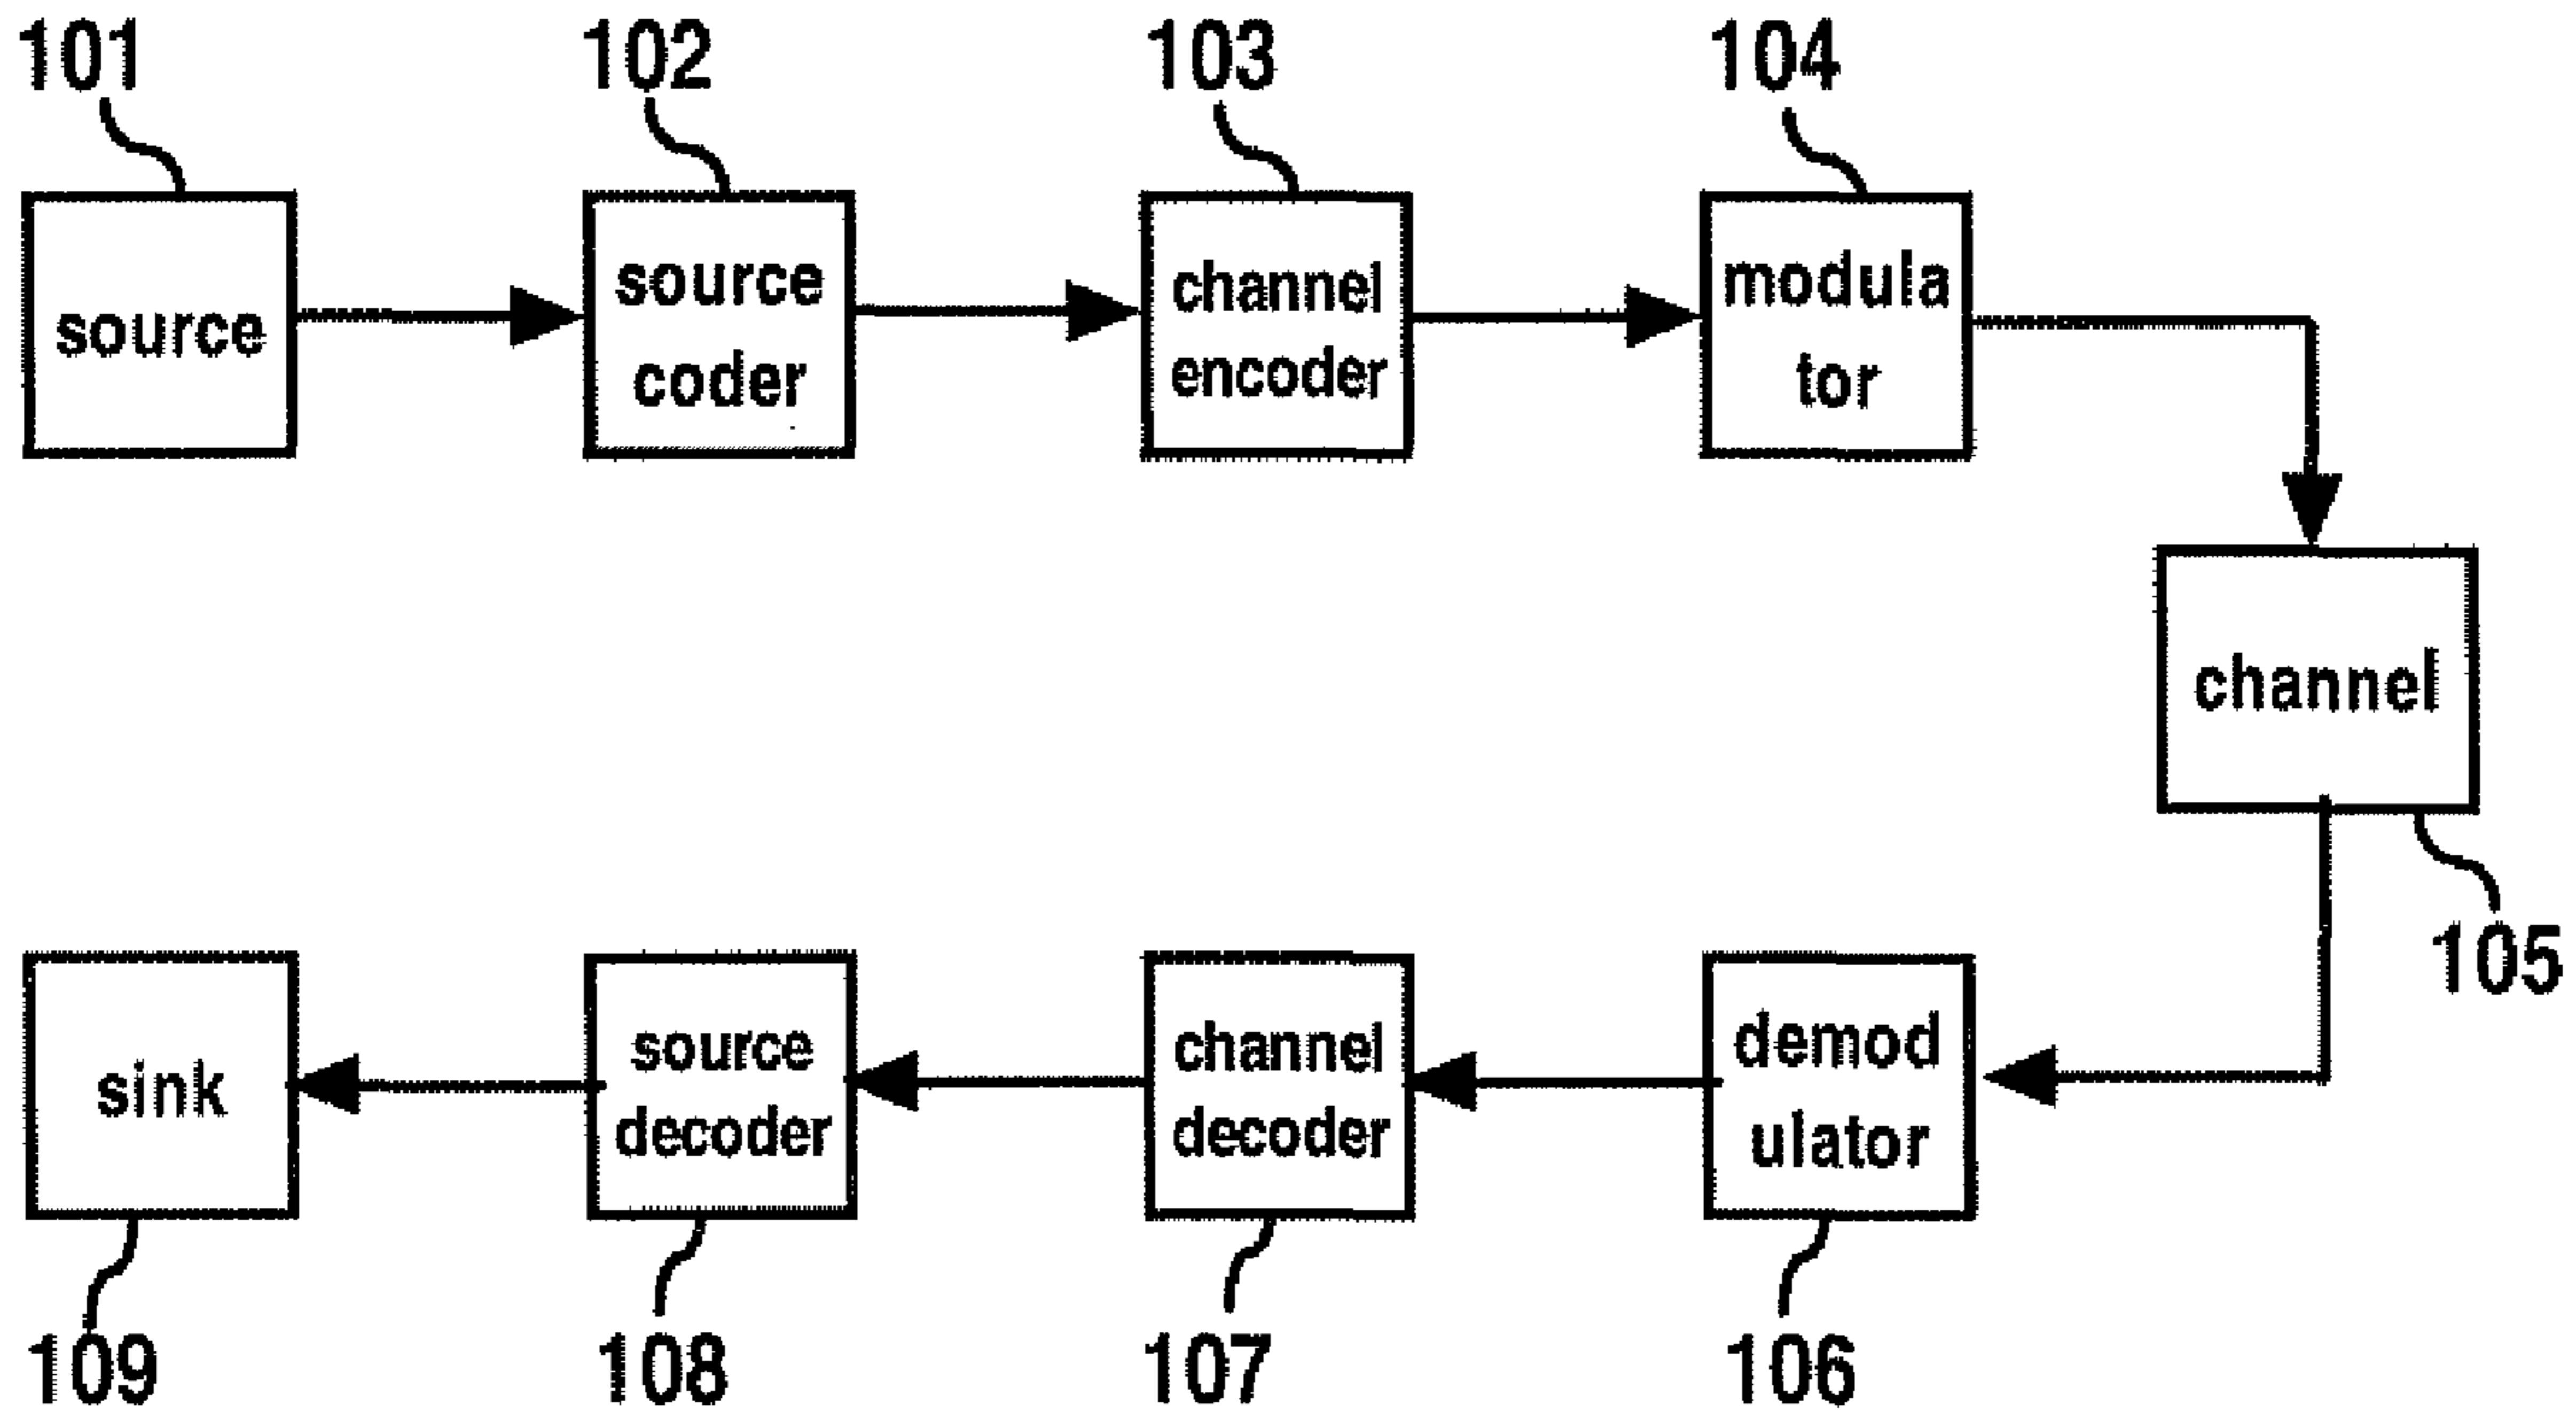 101
102
103
104
source
source
coder
channel
encoder
modula
tor
channel
105
sink
source
decoder
channel
decoder
demod
ulator
109
108
107
106